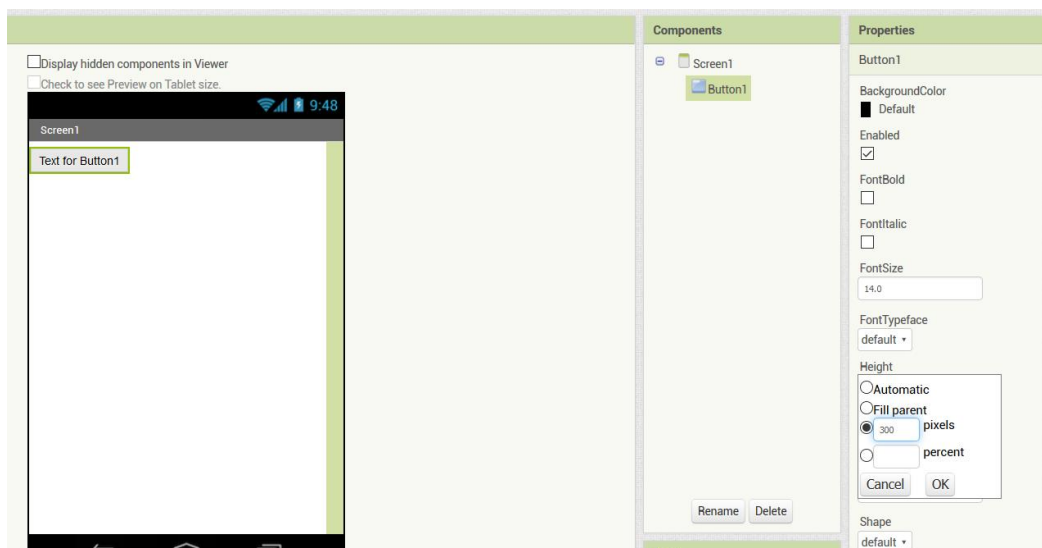 Components
Properties
Display hidden components in Viewer
Check to see Preview on Tablet size.
9:48
Screen1
Text for Button1
Screen1
Button1
Rename Delete
Button1
BackgroundColor
Default
Enabled
FontBold
FontItalic
FontSize
14.0
FontTypeface
default
Height
Automatic
Fill parent
300 pixels
percent
Cancel OK
Shape
default